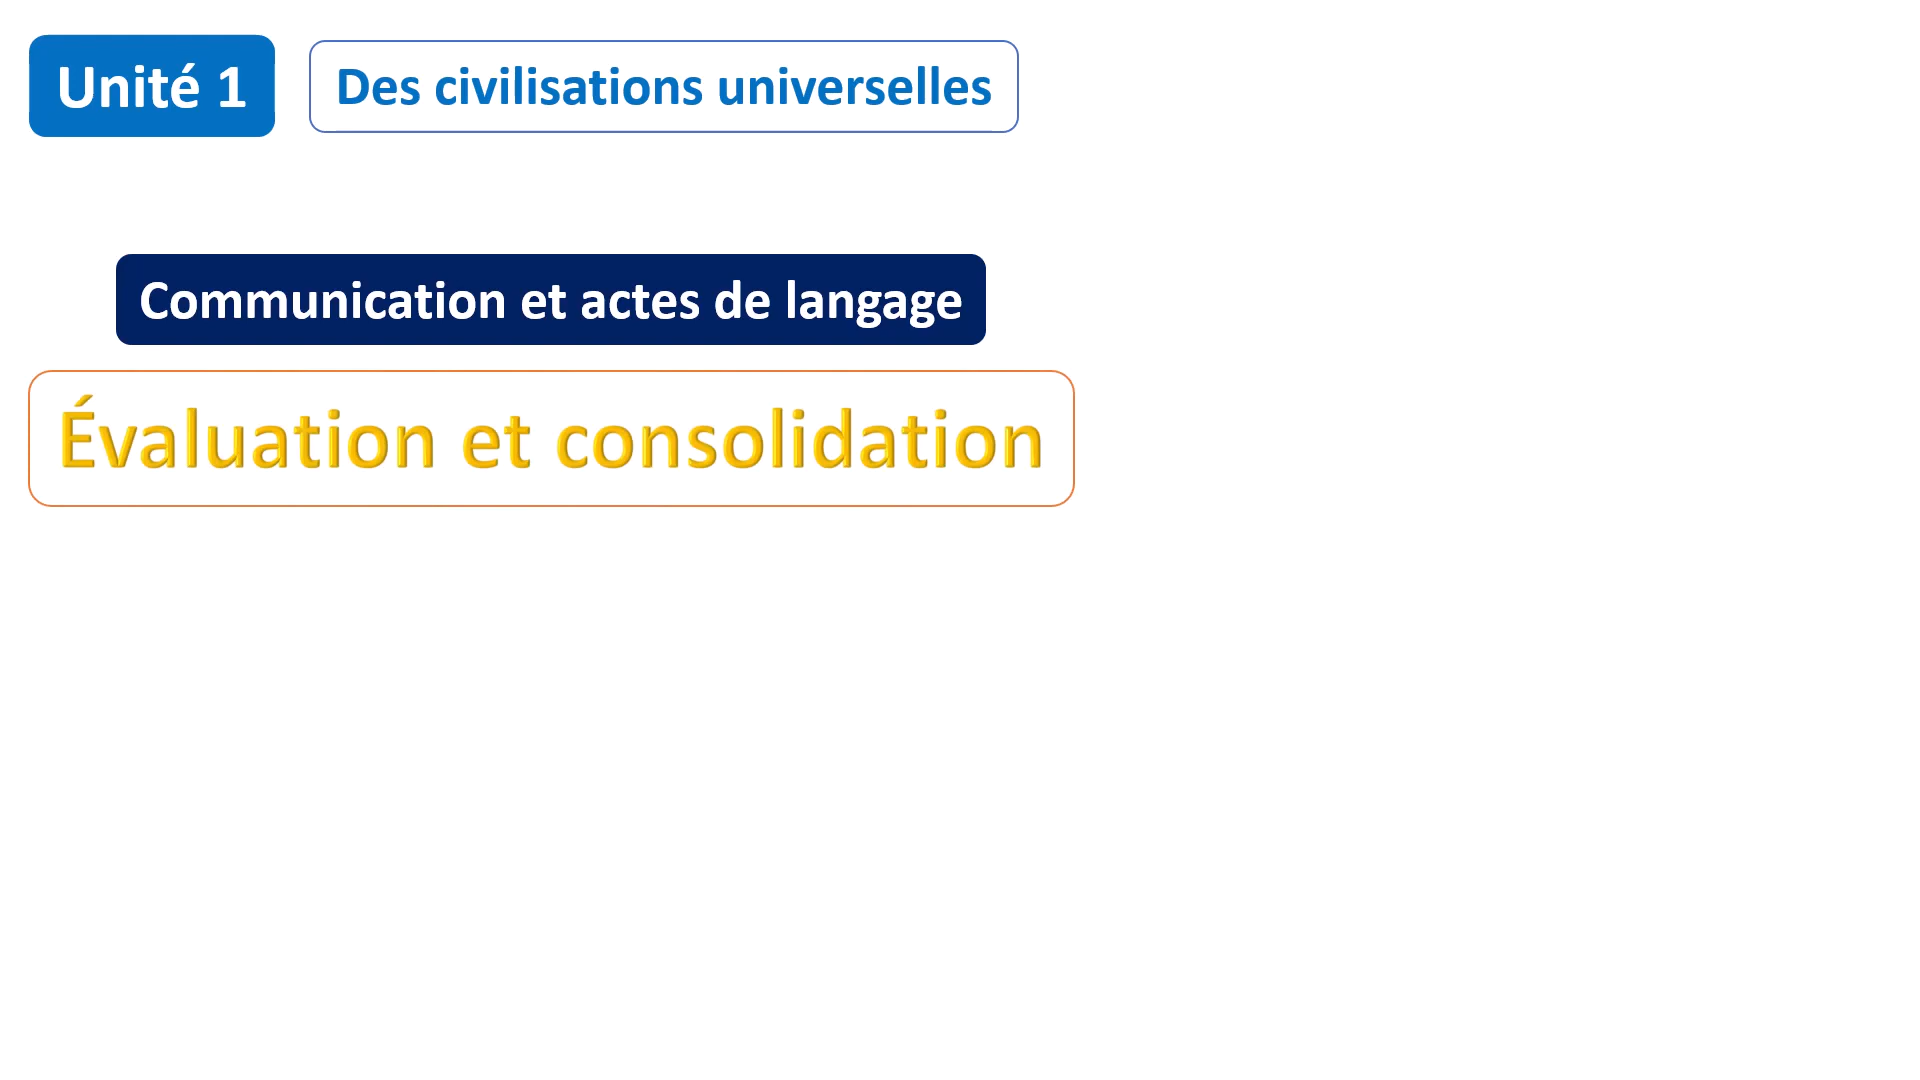 Unité 1
Des civilisations universelles
Communication et actes de langage
Évaluation et consolidation